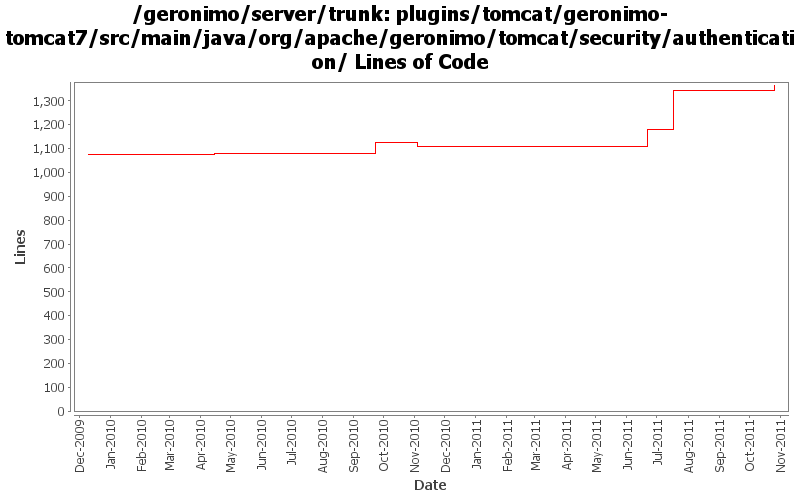 /geronimo/server/trunk: plugins/tomcat/geronimo-
tomcat7/src/main/java/org/apache/geronimo/tomcat/security/authenticati
on/ Lines of Code
Lines
1,300
1,200
1,100
1,000
900
800
700
600
500
400
300
200
100
0
Dec-2009
Jan-2010
Feb-2010
Mar-2010
Apr-2010
May-2010
Jun-2010
Jul-2010
Aug-2010
Sep-2010
Oct-2010
Nov-2010
Dec-2010
Jan-2011
Feb-2011
Mar-2011
Apr-2011
May-2011
Jun-2011
Jul-2011
Aug-2011
Sep-2011
Oct-2011
Nov-2011
Date